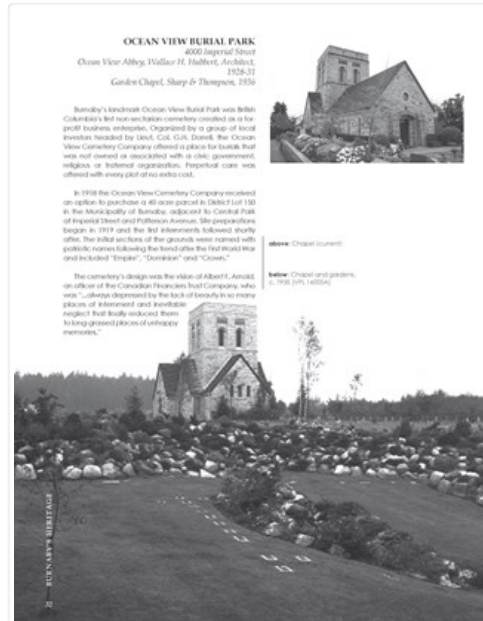 OCEAN VIEW BURIAL PARK
4000 Imperial Street
Ocean View Abbey, Wallace H. Hubbert, Architect,
1928-31
Garden Chapel, Sharp & Thompson, 1936
Burnaby's landmark Ocean View Burial Park was British
Columbia's first non-sectarian cemetery created as a for-
profit business enterprise. Organized by a group of local
investors headed by Lieut. Col. G.H. Dorrell, the Ocean
View Cemetery Company offered a place for burials that
was not owned or associated with a civic government,
religious or fraternal organization. Perpetual care was
offered with every plot at no extra cost.
In 1918 the Ocean View Cemetery Company received
an option to purchase a 40 acre parcel in District Lot 150
in the Municipality of Burnaby, adjacent to Central Park
at Imperial Street and Patterson Avenue. Site preparations
began in 1919 and the first interments followed shortly
after. The initial sections of the grounds were named with
patriotic names following the trend after the First World War
and included "Empire", "Dominion" and "Crown."
The cemetery's design was the vision of Albert F. Arnold,
an officer of the Canadian Financiers Trust Company, who
was "...always depressed by the lack of beauty in so many
places of interment and inevitable
neglect that finally reduced them
to long-grassed places of unhappy
memories."
above: Chapel (current)
below: Chapel and gardens,
c. 1935 [VPL]
BURNABY'S HERITAGE